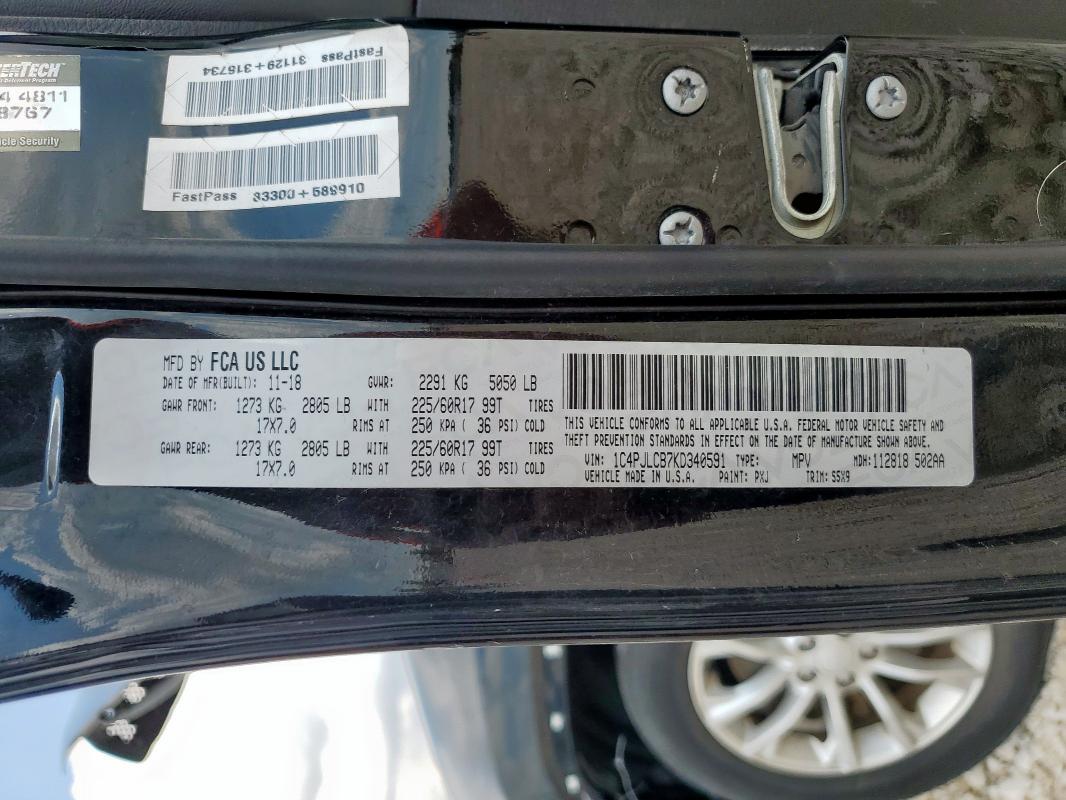 ERTECH
4 4811
8767
icle Security
FastPass 31129+315734
FastPass 33300+589910
MFD BY FCA US LLC
DATE OF MFR(BUILT): 11-18 GVWR: 2291 KG 5050 LB
GAWR FRONT: 1273 KG 2805 LB WITH 225/60R17 99T TIRES
17X7.0 RIMS AT 250 KPA ( 36 PSI) COLD
GAWR REAR: 1273 KG 2805 LB WITH 225/60R17 99T TIRES
17X7.0 RIMS AT 250 KPA ( 36 PSI) COLD
THIS VEHICLE CONFORMS TO ALL APPLICABLE U.S.A. FEDERAL MOTOR VEHICLE SAFETY AND
THEFT PREVENTION STANDARDS IN EFFECT ON THE DATE OF MANUFACTURE SHOWN ABOVE.
VIN: 1C4PJLCB7KD340591 TYPE: MPV MDH:112818 502AA
VEHICLE MADE IN U.S.A. PAINT: PXJ TRIM: S5X9